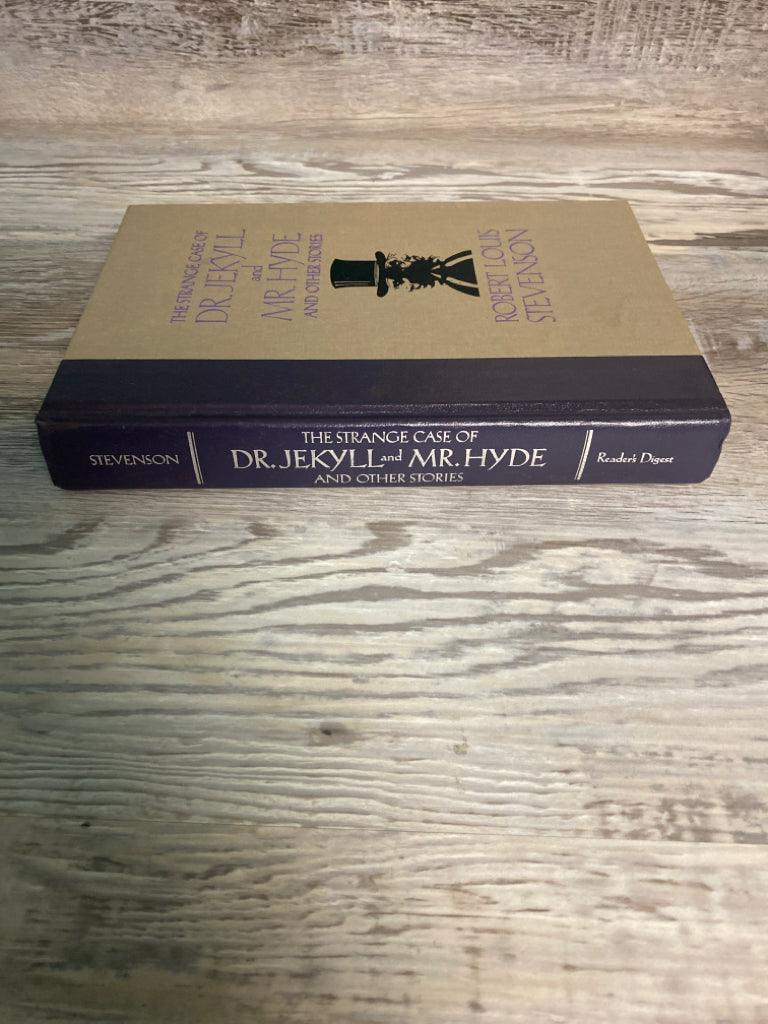 THE STRANGE CASE OF
DR. JEKYLL
and
MR. HYDE
AND OTHER STORIES
ROBERT LOUIS
STEVENSON
STEVENSON
THE STRANGE CASE OF
DR. JEKYLL and MR. HYDE
AND OTHER STORIES
Reader's Digest